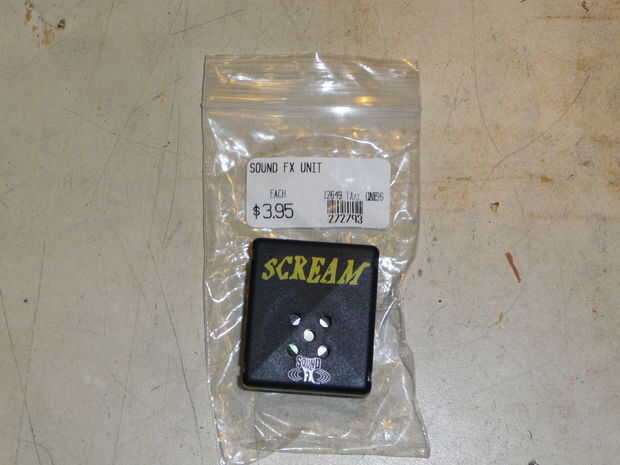 SOUND FX UNIT
EACH
$3.95
272793
SCREAM
SOUND
FX